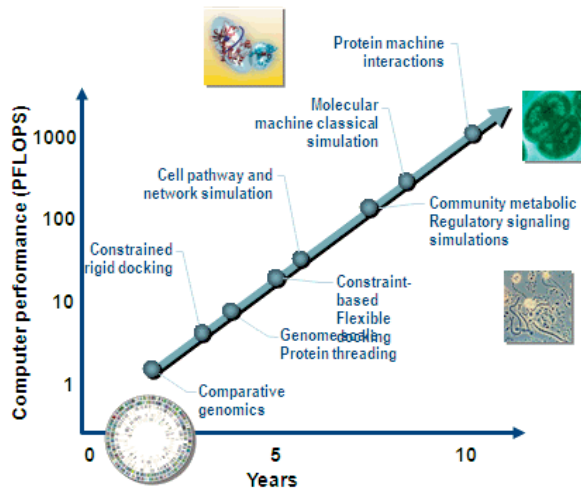 Protein machine
interactions
Molecular
machine classical
simulation
Cell pathway and
network simulation
Community metabolic
Regulatory signaling
simulations
Constrained
rigid docking
Constraint-
based
Flexible
docking
Genome scale
Protein threading
Comparative
genomics
Computer performance (PFLOPS)
1000
100
10
1
0
5
10
Years